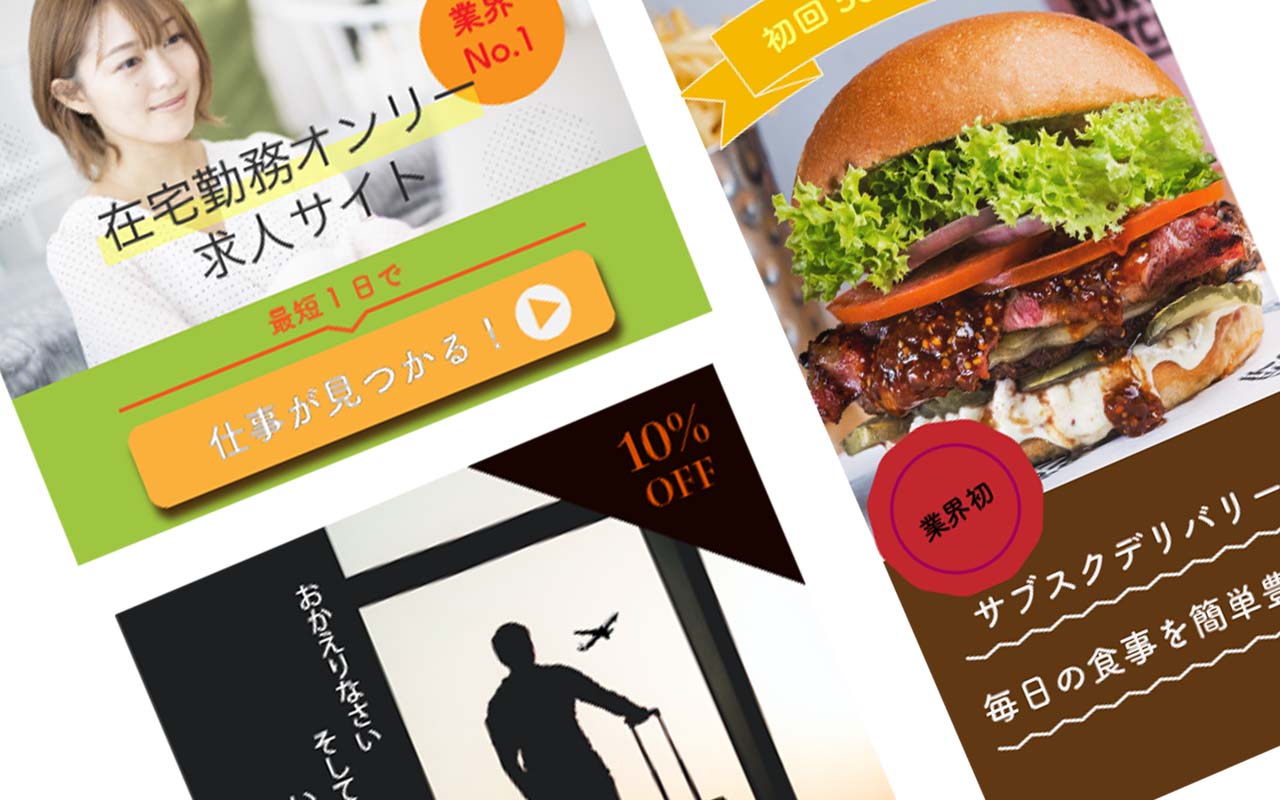 業界
No.1
在宅勤務オンリー
求人サイト
最短1日で
仕事が見つかる！
10%
OFF
おかえりなさい
そして
い
初回
業界初
サブスクデリバリー
毎日の食事を簡単豊